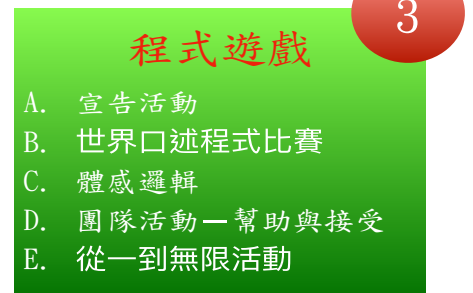 3
程式遊戲
A. 宣告活動
B. 世界口述程式比賽
C. 體感邏輯
D. 團隊活動—幫助與接受
E. 從一到無限活動